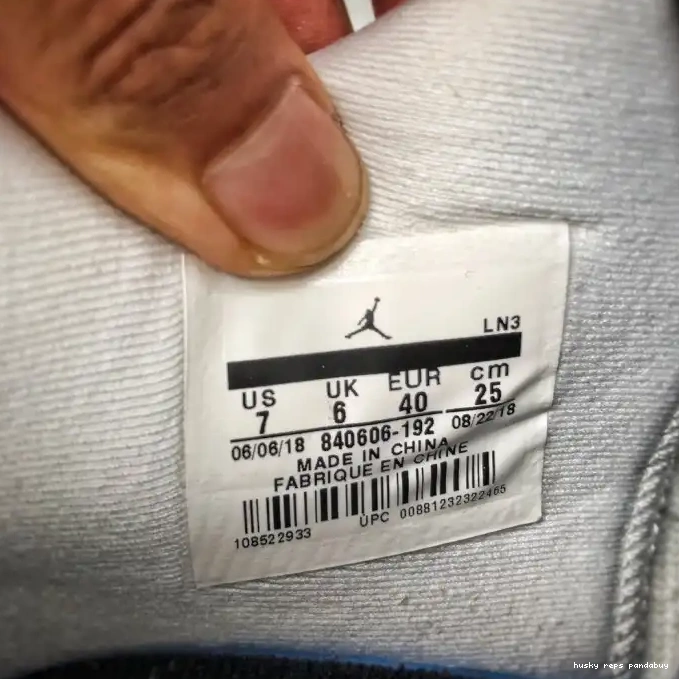 LN3
US UK EUR cm
7 6 40 25
06/06/18 840606-192 08/22/18
MADE IN CHINA
FABRIQUE EN CHINE
108522933 UPC 00881232322465
husky reps pandabuy